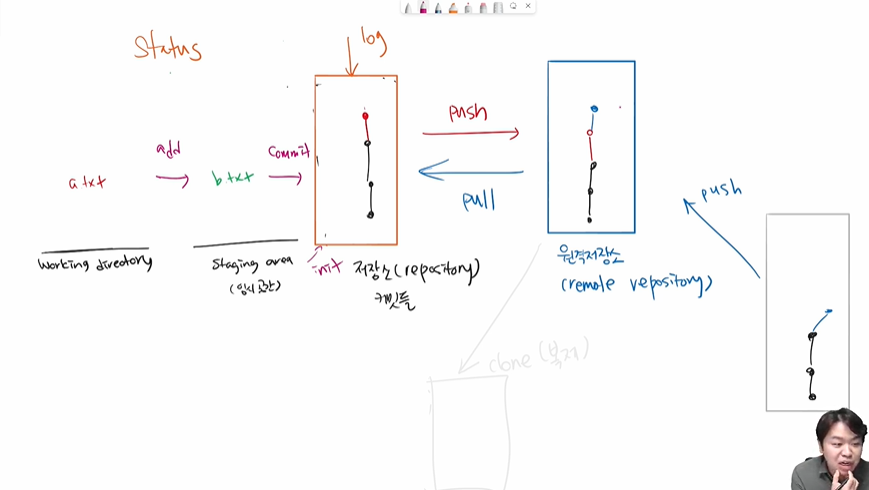 Status
log
push
add
commit
a txt
b txt
pull
push
working directory
Staging area
(임시 공간)
init
저장소(repository)
커밋들
원격저장소
(remote repository)
clone (복제)